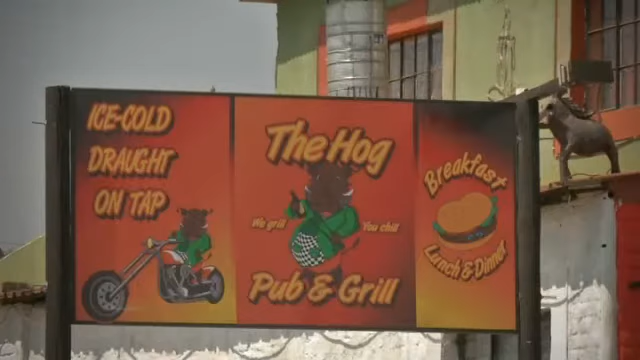 ICE-COLD
DRAUGHT
ON TAP
The Hog
We grill
You chill
Pub & Grill
Breakfast
Lunch & Dinner